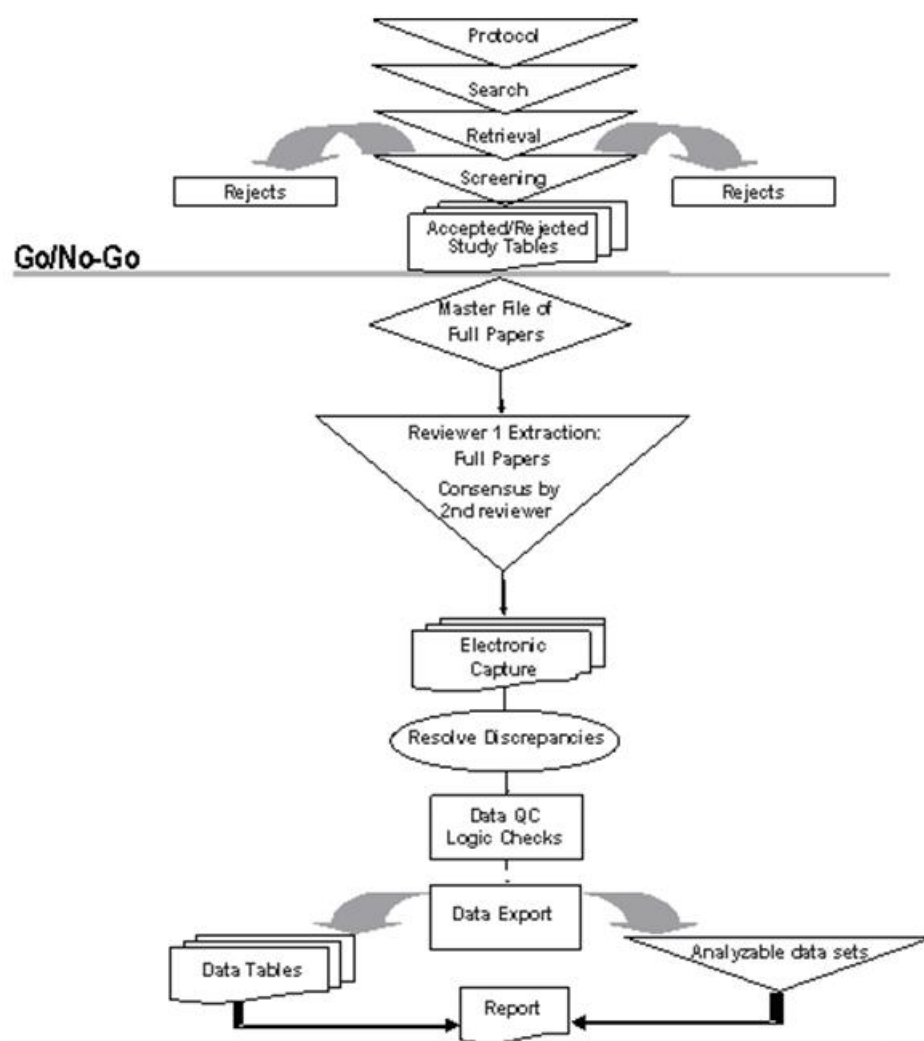 Protocol
Search
Retrieval
Screening
Rejects
Rejects
Accepted/Rejected
Study Tables
Go/No-Go
Master File of
Full Papers
Reviewer 1 Extraction:
Full Papers
Consensus by
2nd reviewer
Electronic
Capture
Resolve Discrepancies
Data QC
Logic Checks
Data Export
Data Tables
Analyzable data sets
Report